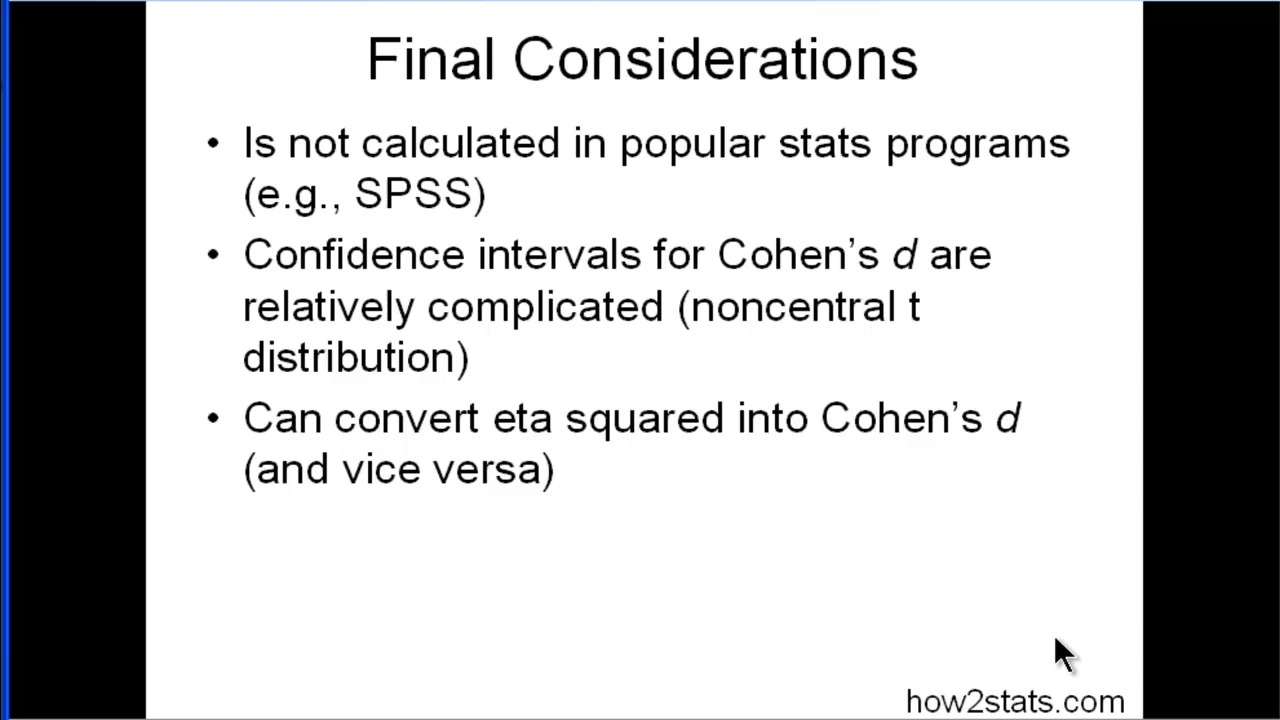 Final Considerations
• Is not calculated in popular stats programs
(e.g., SPSS)
• Confidence intervals for Cohen’s d are
relatively complicated (noncentral t
distribution)
• Can convert eta squared into Cohen’s d
(and vice versa)
how2stats.com